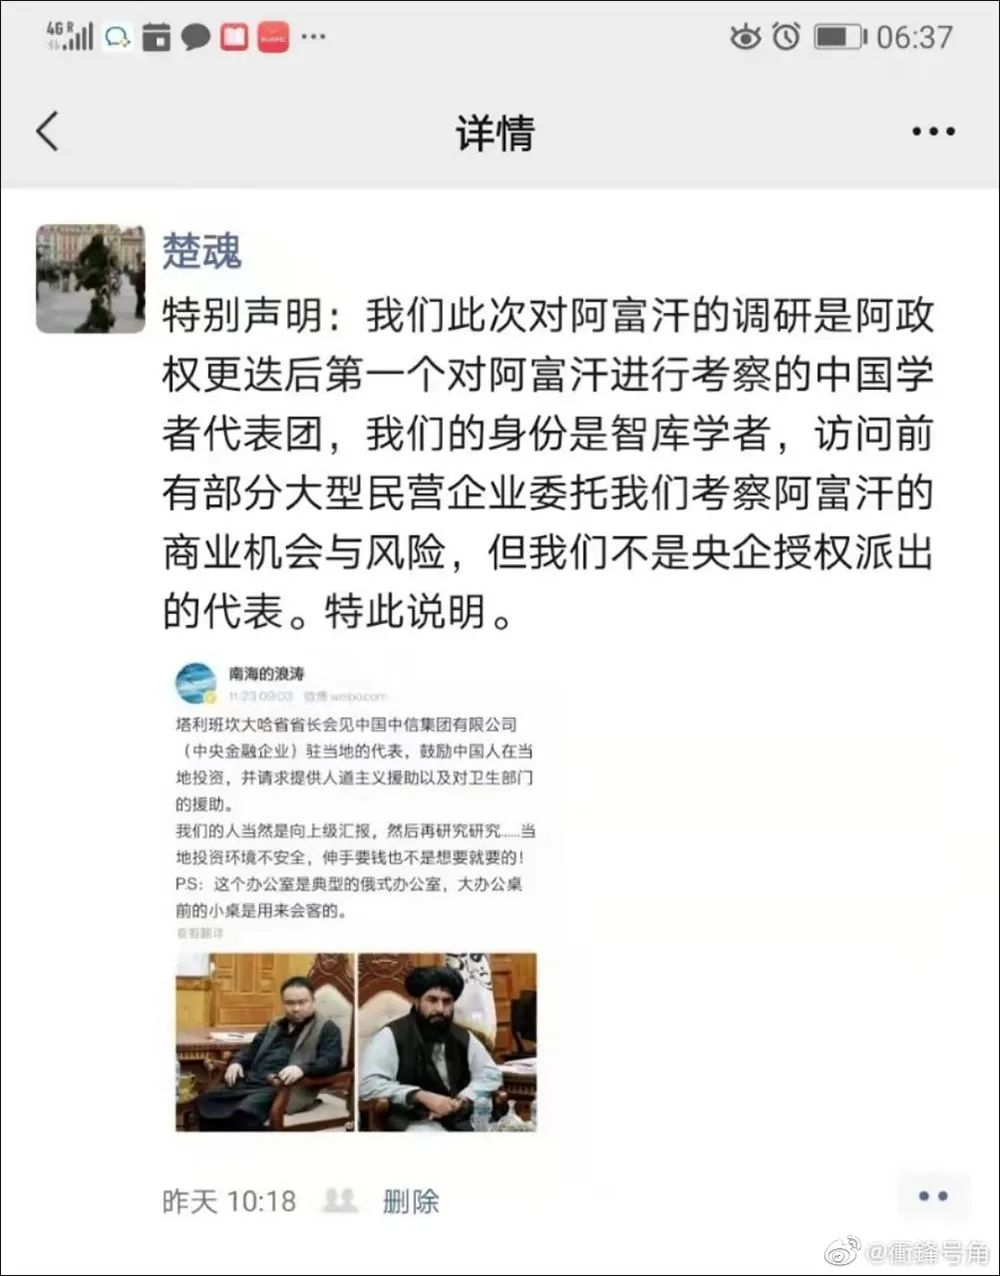 4G R
06:37
详情
楚魂
特别声明：我们此次对阿富汗的调研是阿政
权更迭后第一个对阿富汗进行考察的中国学
者代表团，我们的身份是智库学者，访问前
有部分大型民营企业委托我们考察阿富汗的
商业机会与风险，但我们不是央企授权派出
的代表。特此说明。
南海的浪涛
11-23 09:03 微博 weibo.com
塔利班坎大哈省省长会见中国中信集团有限公司
（中央金融企业）驻当地的代表，鼓励中国人在当
地投资，并请求提供人道主义援助以及对卫生部门
的援助。
我们的人当然是向上级汇报，然后再研究研究.....当
地投资环境不安全，伸手要钱也不是想要就要的！
P.S：这个办公室是典型的俄式办公室，大办公桌
前的小桌是用来会客的。
查看翻译
昨天 10:18 删除
@衝鋒号角